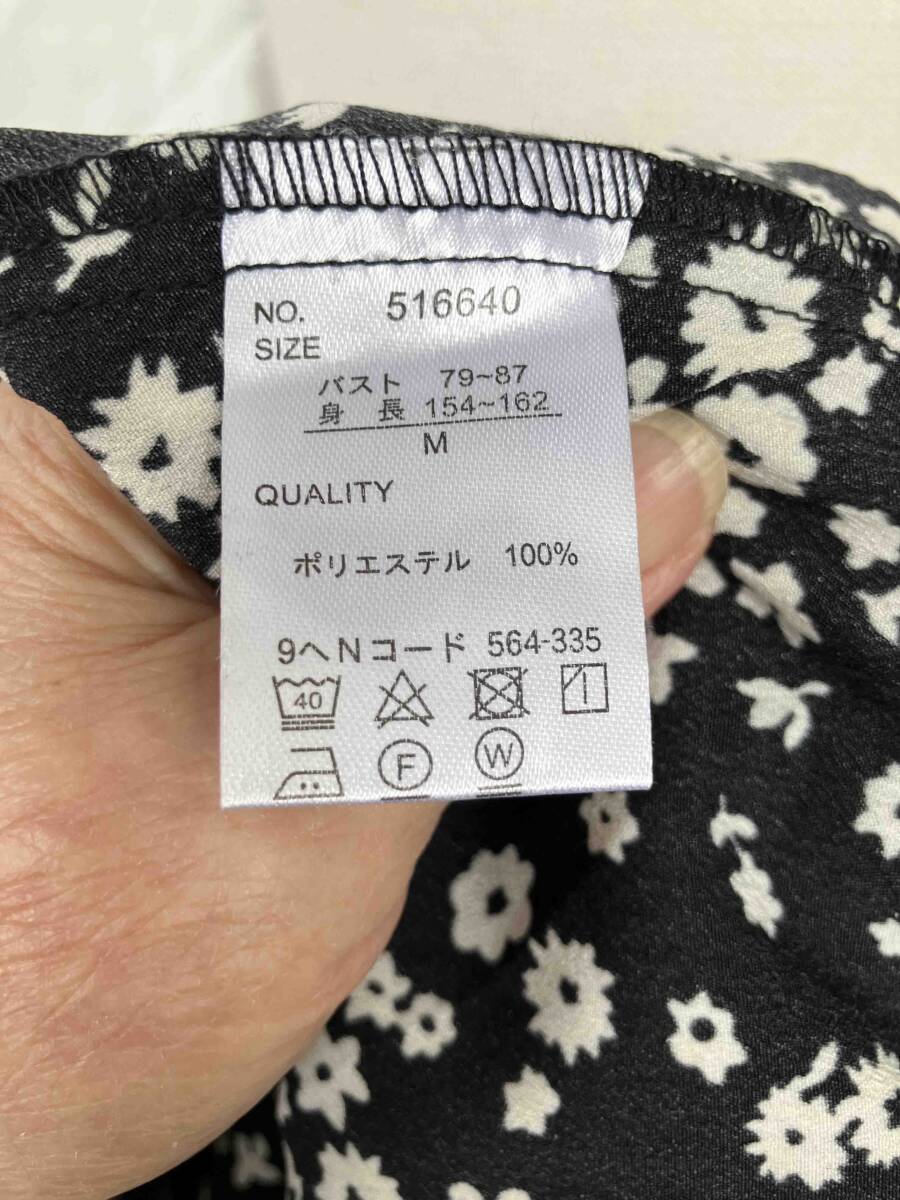 NO. 516640
SIZE
バスト 79~87
身 長 154~162
M
QUALITY
ポリエステル 100%
9へNコード 564-335
40
F W